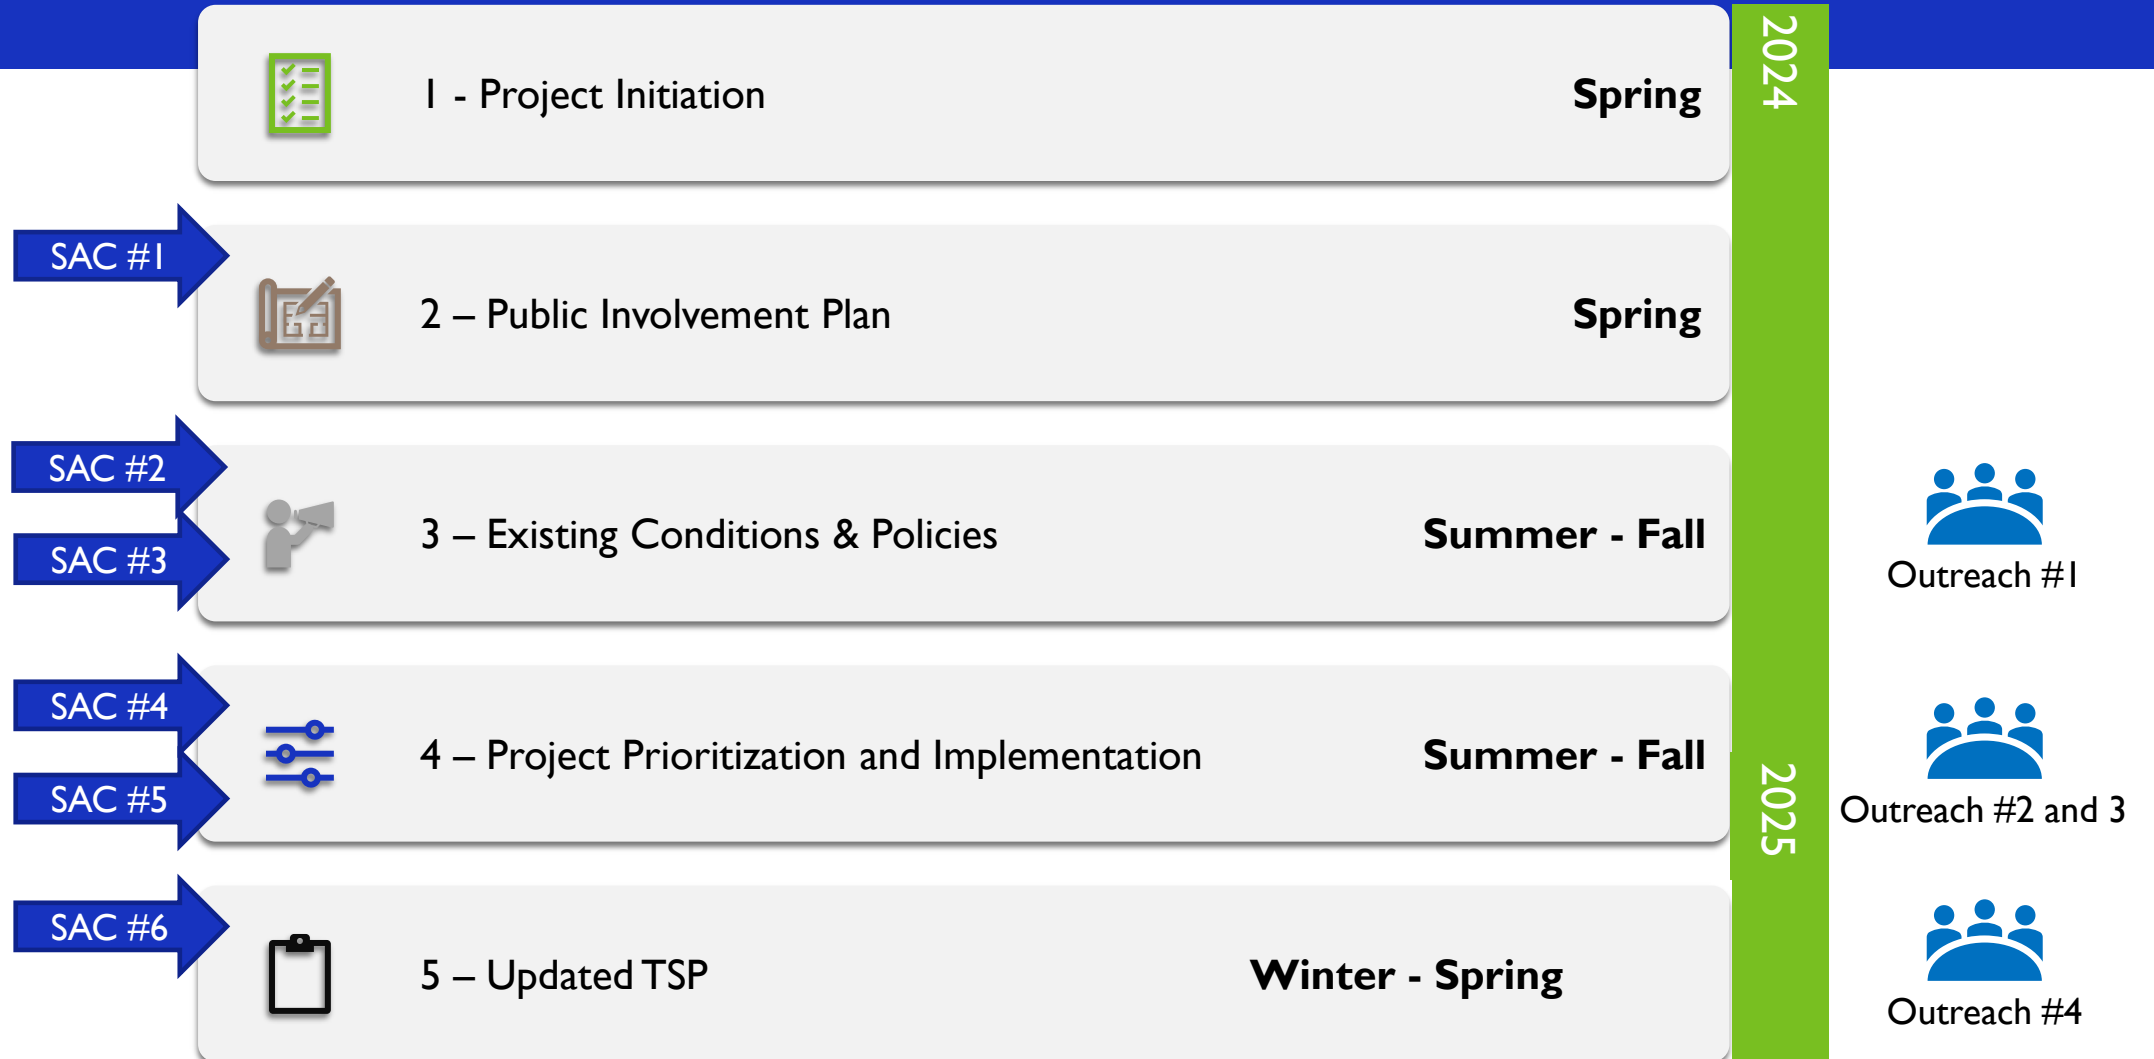 1 - Project Initiation
Spring
2024
SAC #1
2 – Public Involvement Plan
Spring
SAC #2
SAC #3
3 – Existing Conditions & Policies
Summer - Fall
Outreach #1
SAC #4
SAC #5
4 – Project Prioritization and Implementation
Summer - Fall
2025
Outreach #2 and 3
SAC #6
5 – Updated TSP
Winter - Spring
Outreach #4